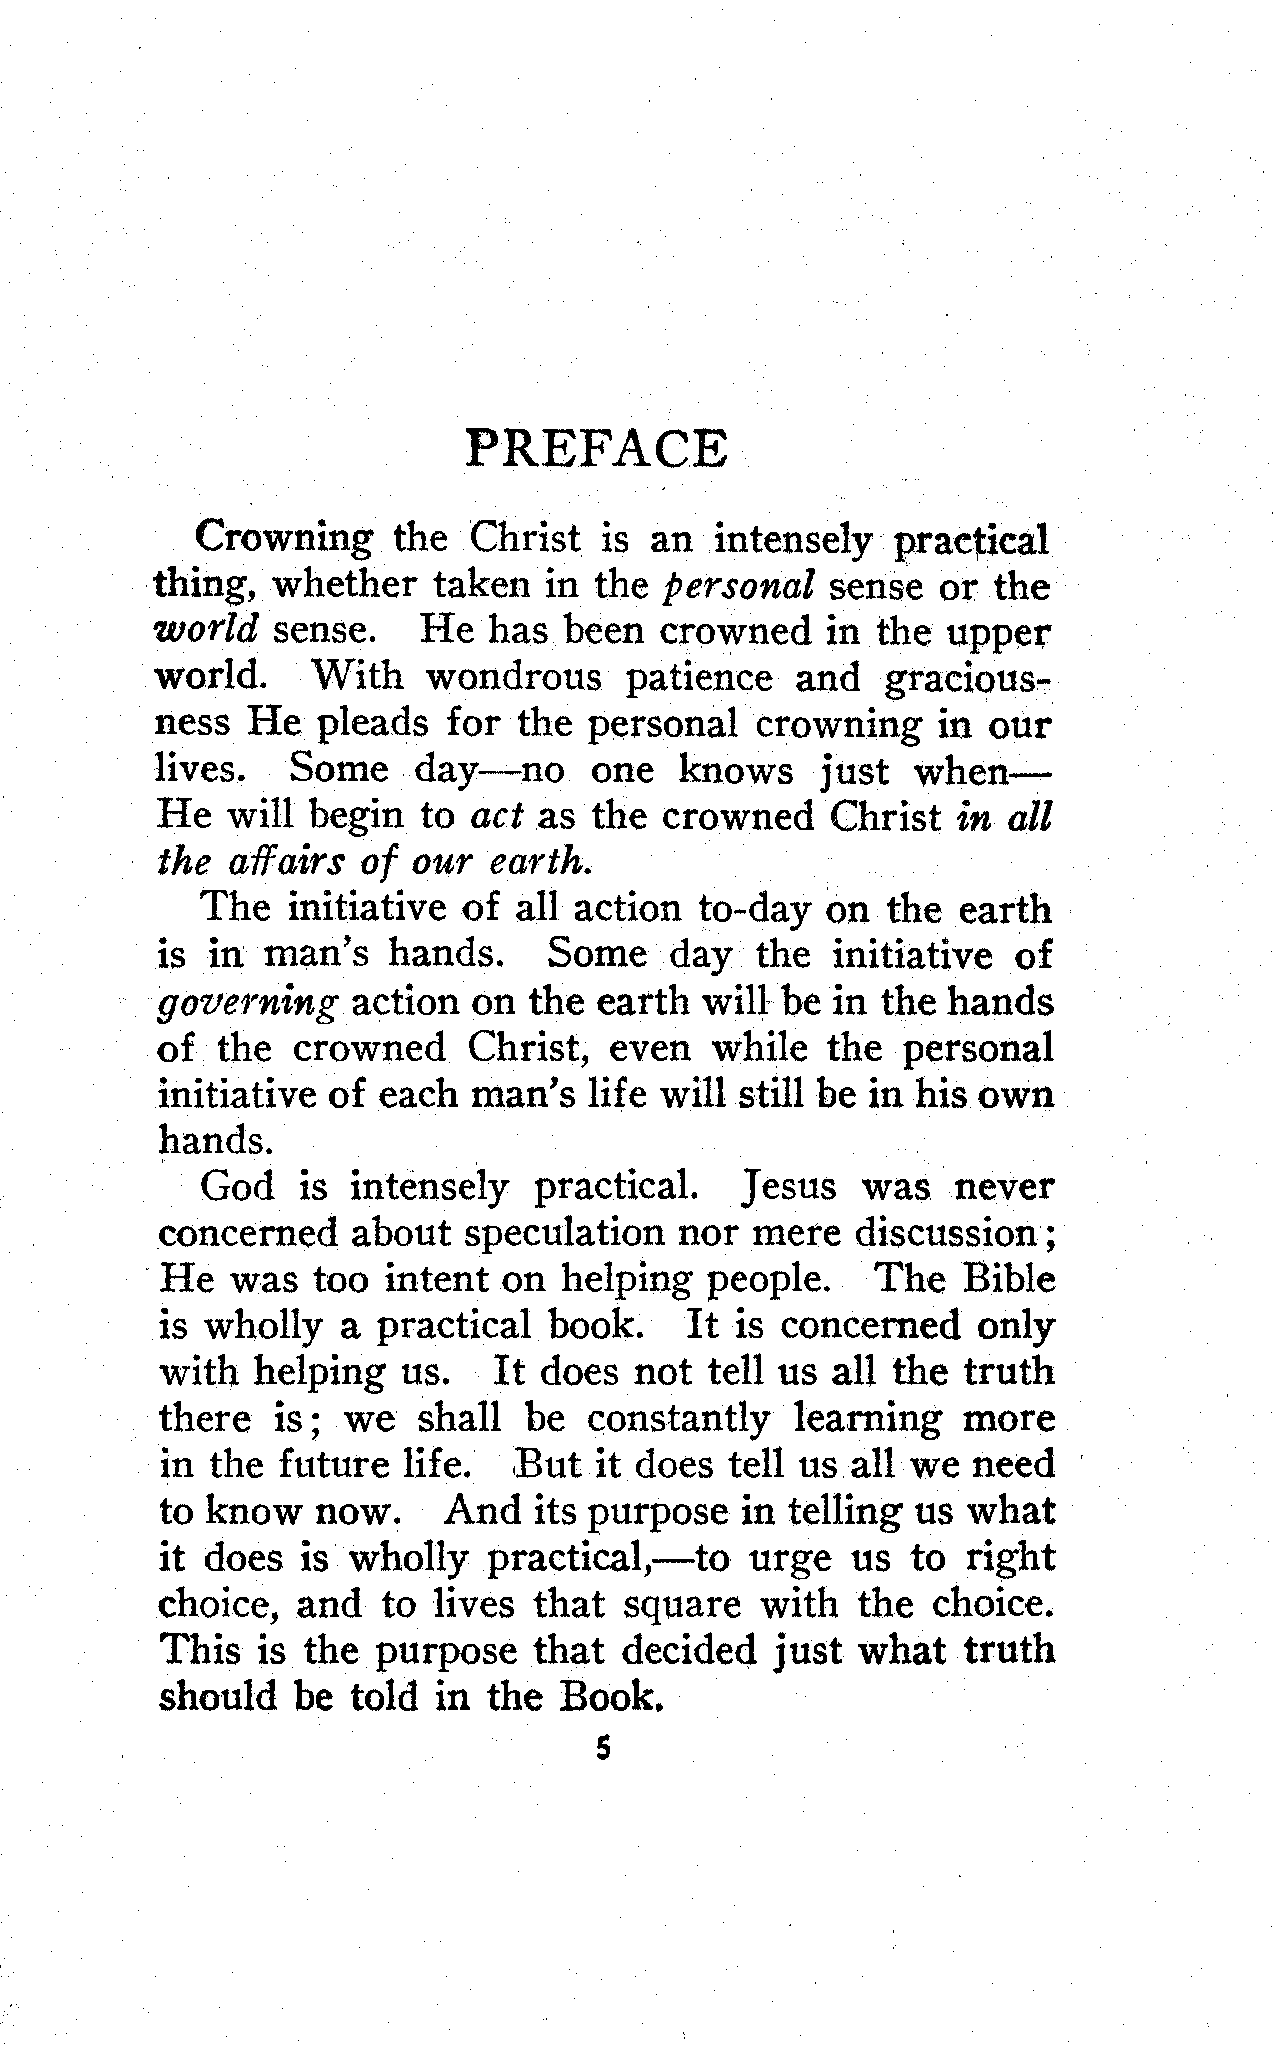 PREFACE
Crowning the Christ is an intensely practical
thing, whether taken in the personal sense or the
world sense. He has been crowned in the upper
world. With wondrous patience and gracious-
ness He pleads for the personal crowning in our
lives. Some day—no one knows just when—
He will begin to act as the crowned Christ in all
the affairs of our earth.
The initiative of all action to-day on the earth
is in man's hands. Some day the initiative of
governing action on the earth will be in the hands
of the crowned Christ, even while the personal
initiative of each man's life will still be in his own
hands.
God is intensely practical. Jesus was never
concerned about speculation nor mere discussion;
He was too intent on helping people. The Bible
is wholly a practical book. It is concerned only
with helping us. It does not tell us all the truth
there is; we shall be constantly learning more
in the future life. But it does tell us all we need
to know now. And its purpose in telling us what
it does is wholly practical,—to urge us to right
choice, and to lives that square with the choice.
This is the purpose that decided just what truth
should be told in the Book.
5